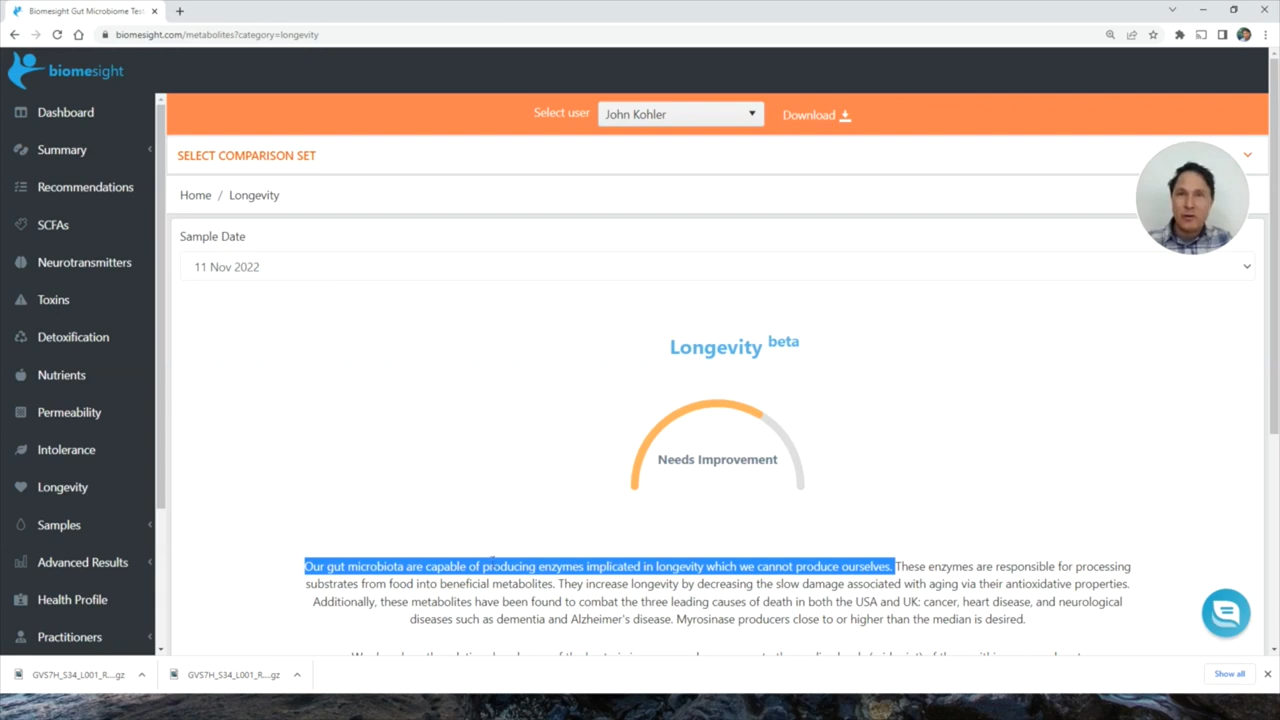 Biomesight Gut Microbiome Tes
biomesight.com/metabolites?category=longevity
biomesight
Select user
John Kohler
Download
Dashboard
Summary
Recommendations
SCFAs
Neurotransmitters
Toxins
Detoxification
Nutrients
Permeability
Intolerance
Longevity
Samples
Advanced Results
Health Profile
Practitioners
SELECT COMPARISON SET
Home / Longevity
Sample Date
11 Nov 2022
Longevity beta
Needs Improvement
Our gut microbiota are capable of producing enzymes implicated in longevity which we cannot produce ourselves. These enzymes are responsible for processing
substrates from food into beneficial metabolites. They increase longevity by decreasing the slow damage associated with aging via their antioxidative properties.
Additionally, these metabolites have been found to combat the three leading causes of death in both the USA and UK: cancer, heart disease, and neurological
diseases such as dementia and Alzheimer's disease. Myrosinase producers close to or higher than the median is desired.
GVS7H_S34_L001_R....gz
GVS7H_S34_L001_R....gz
Show all